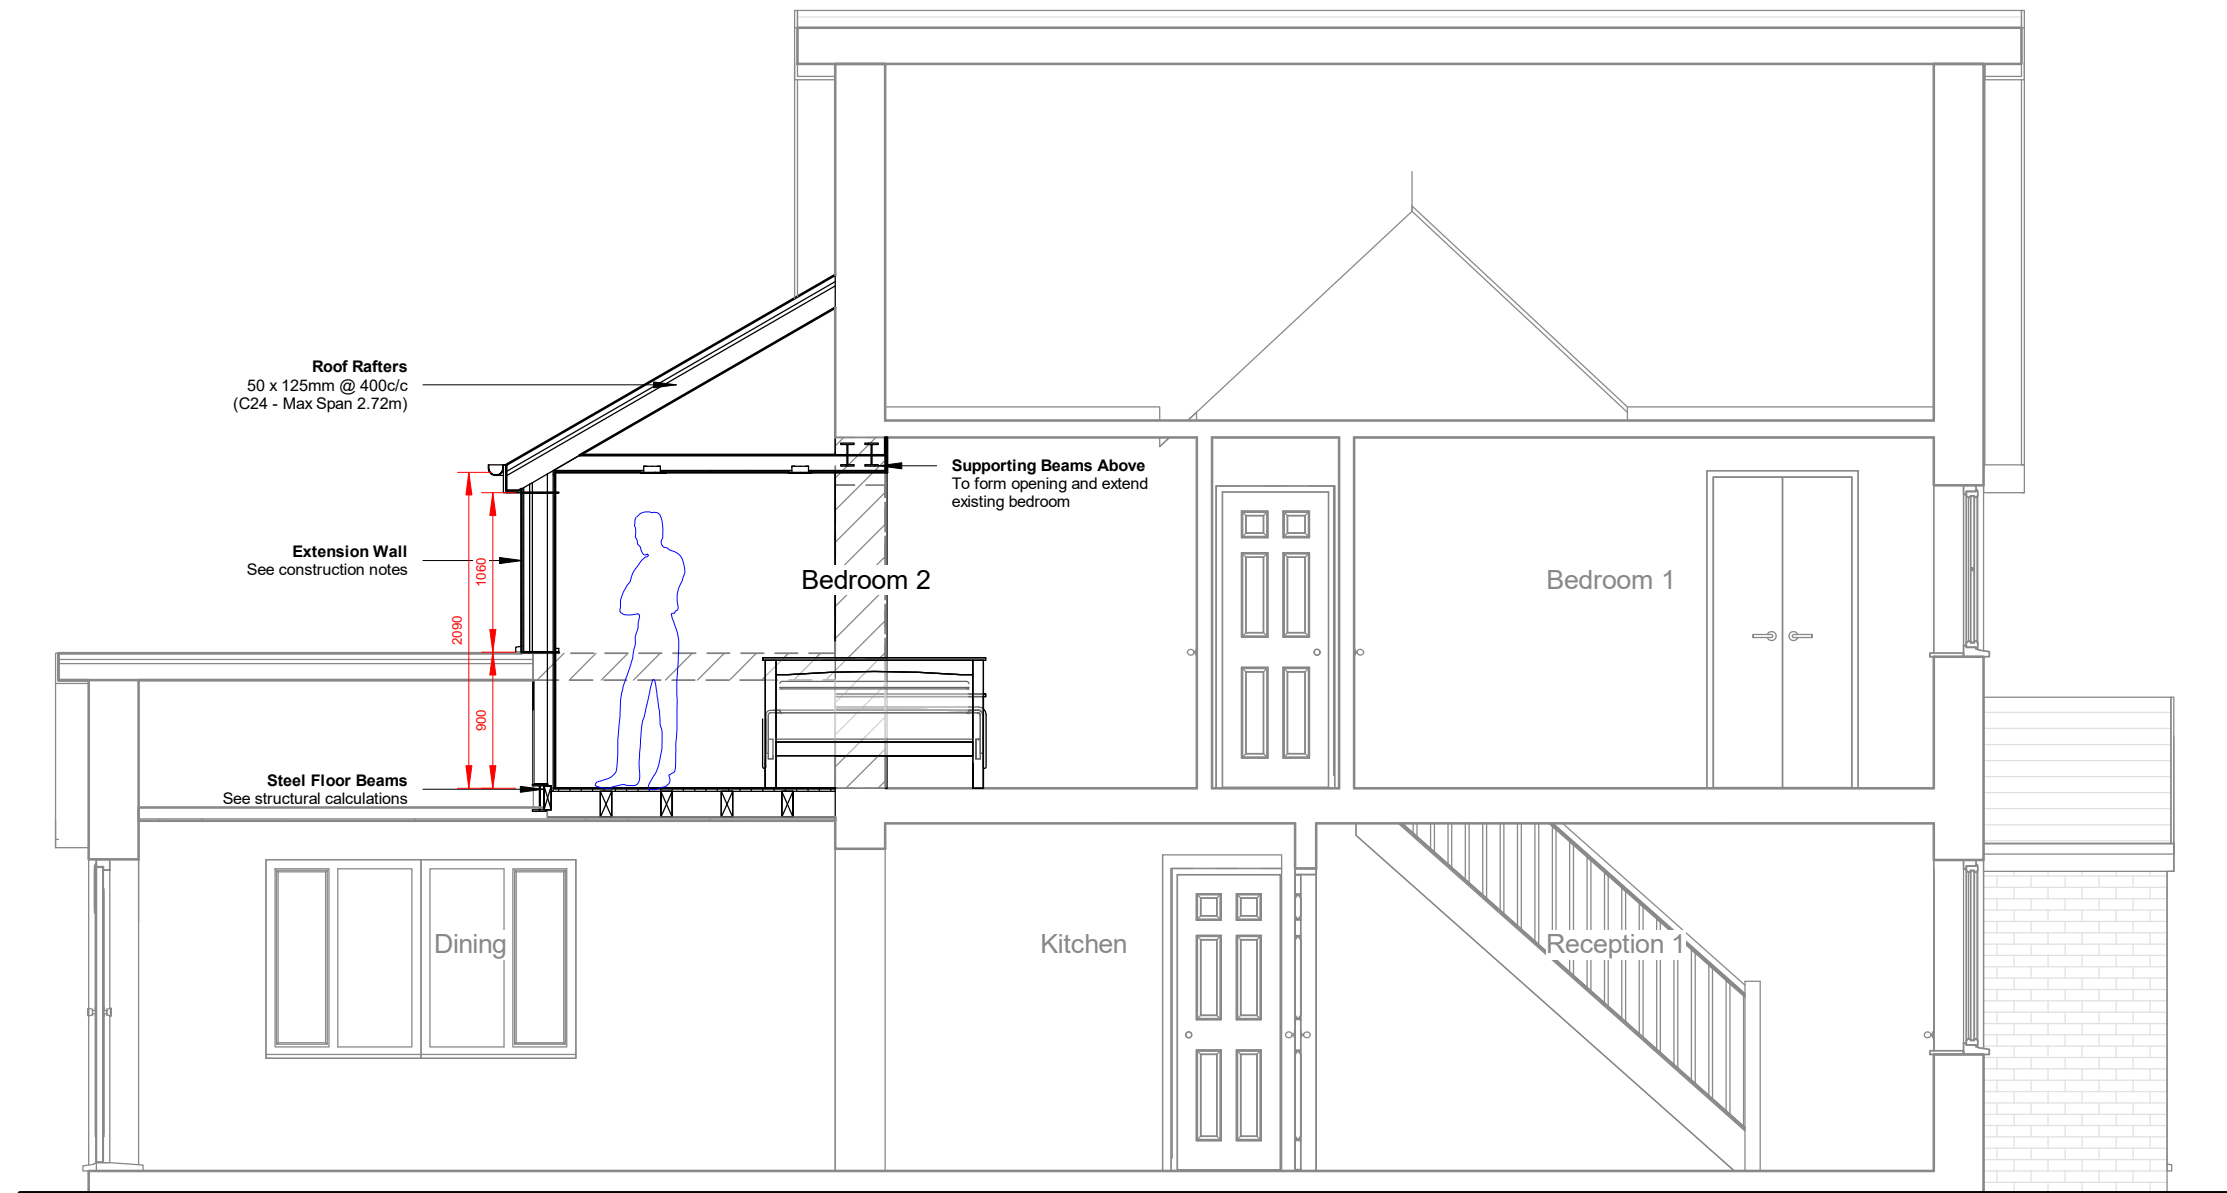 Roof Rafters
50 x 125mm @ 400c/c
(C24 - Max Span 2.72m)
Supporting Beams Above
To form opening and extend
existing bedroom
Extension Wall
See construction notes
1060
2090
900
Bedroom 2
Bedroom 1
Steel Floor Beams
See structural calculations
Dining
Kitchen
Reception 1